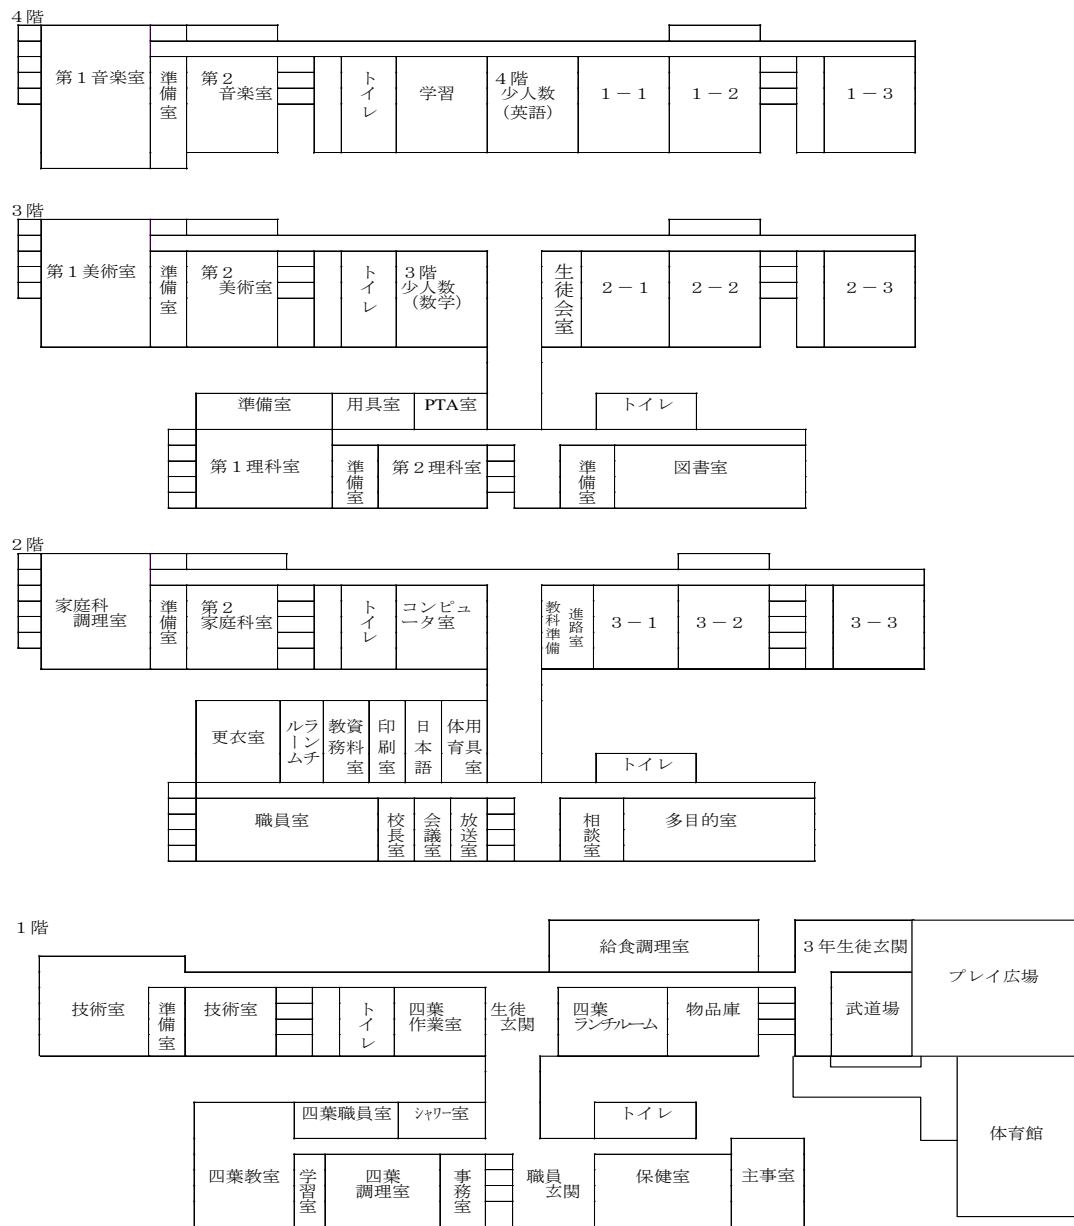 4階
第1音楽室
準備室
第2
音楽室
トイレ
学習
4階
少人数
(英語)
1－1
1－2
1－3
3階
第1美術室
準備室
第2
美術室
トイレ
3階
少人数
(数学)
生徒会室
2－1
2－2
2－3
準備室
用具室
PTA室
トイレ
第1理科室
準備室
第2理科室
準備室
図書室
2階
家庭科
調理室
準備室
第2
家庭科室
トイレ
コンピュ
ータ室
進路室
教科準備
3－1
3－2
3－3
更衣室
ランチ
ルーム
資料室
教務
印刷室
日本語
用具室
体育
トイレ
職員室
校長室
会議室
放送室
相談室
多目的室
1階
給食調理室
3年生徒玄関
プレイ広場
技術室
準備室
技術室
トイレ
四葉
作業室
生徒
玄関
四葉
ランチルーム
物品庫
武道場
四葉職員室
シャワー室
トイレ
体育館
四葉教室
学習室
四葉
調理室
事務室
職員
玄関
保健室
主事室